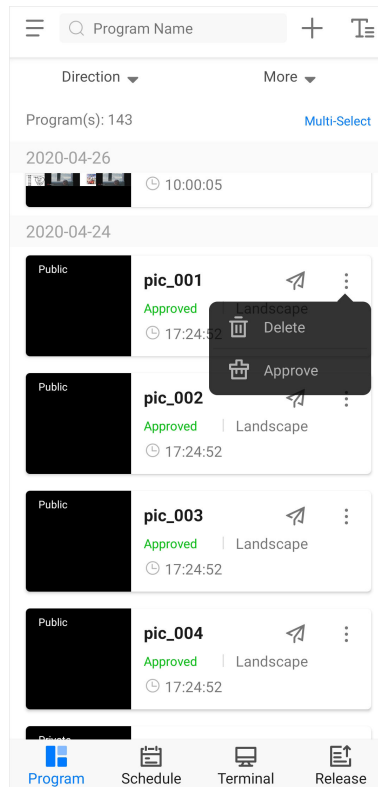 Program Name
Direction More
Program(s): 143 Multi-Select
2020-04-26
10:00:05
2020-04-24
Public
pic_001
Approved Landscape
17:24:52
Delete
Approve
Public
pic_002
Approved Landscape
17:24:52
Public
pic_003
Approved Landscape
17:24:52
Public
pic_004
Approved Landscape
17:24:52
Private
Program Schedule Terminal Release